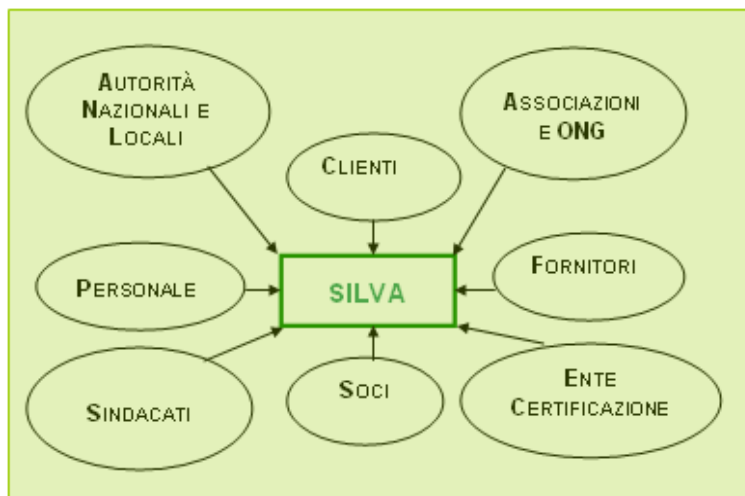 AUTORITÀ
NAZIONALI E
LOCALI
ASSOCIAZIONI
E ONG
CLIENTI
PERSONALE
SILVA
FORNITORI
SINDACATI
SOCI
ENTE
CERTIFICAZIONE